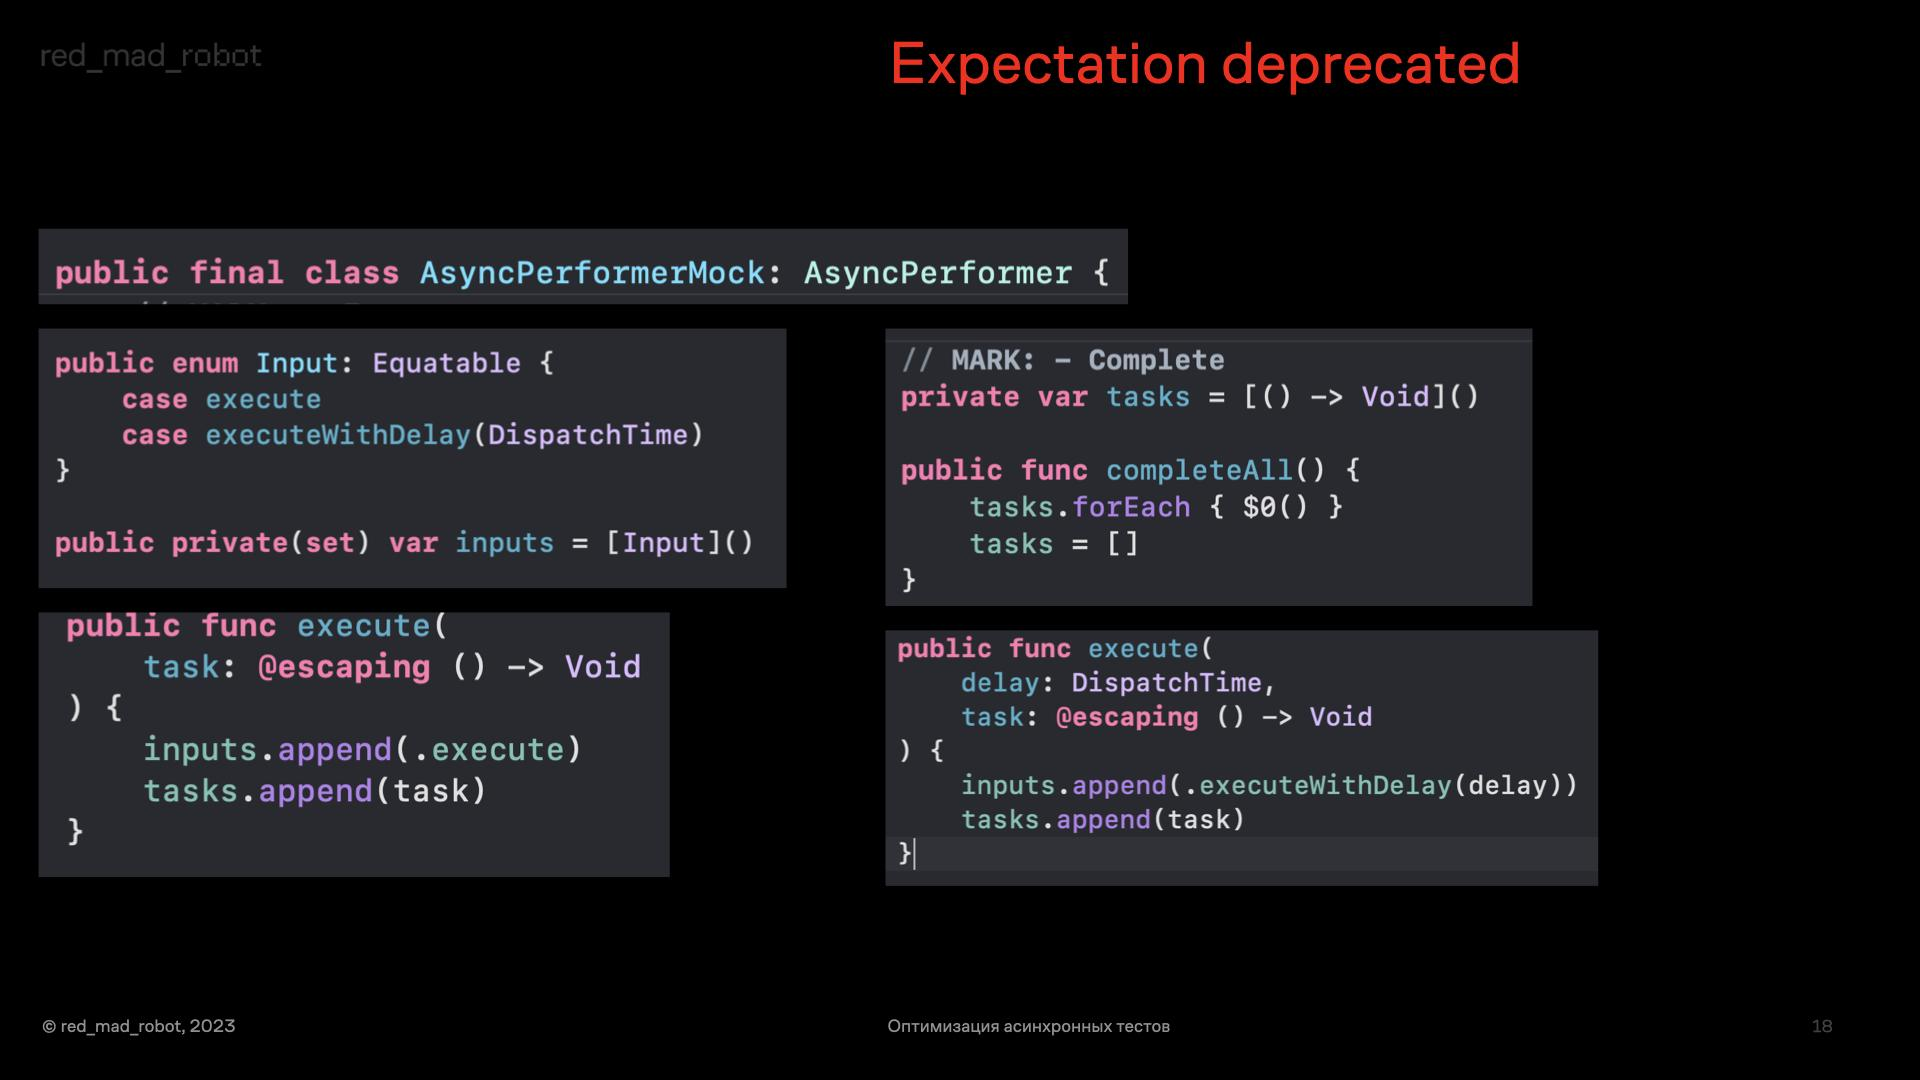 red_mad_robot
Expectation deprecated
public final class AsyncPerformerMock: AsyncPerformer {
public enum Input: Equatable {
    case execute
    case executeWithDelay(DispatchTime)
}
public private(set) var inputs = [Input]()
public func execute(
    task: @escaping () -> Void
) {
    inputs.append(.execute)
    tasks.append(task)
}
// MARK: - Complete
private var tasks = [() -> Void]()
public func completeAll() {
    tasks.forEach { $0() }
    tasks = []
}
public func execute(
    delay: DispatchTime,
    task: @escaping () -> Void
) {
    inputs.append(.executeWithDelay(delay))
    tasks.append(task)
}
© red_mad_robot, 2023
Оптимизация асинхронных тестов
18